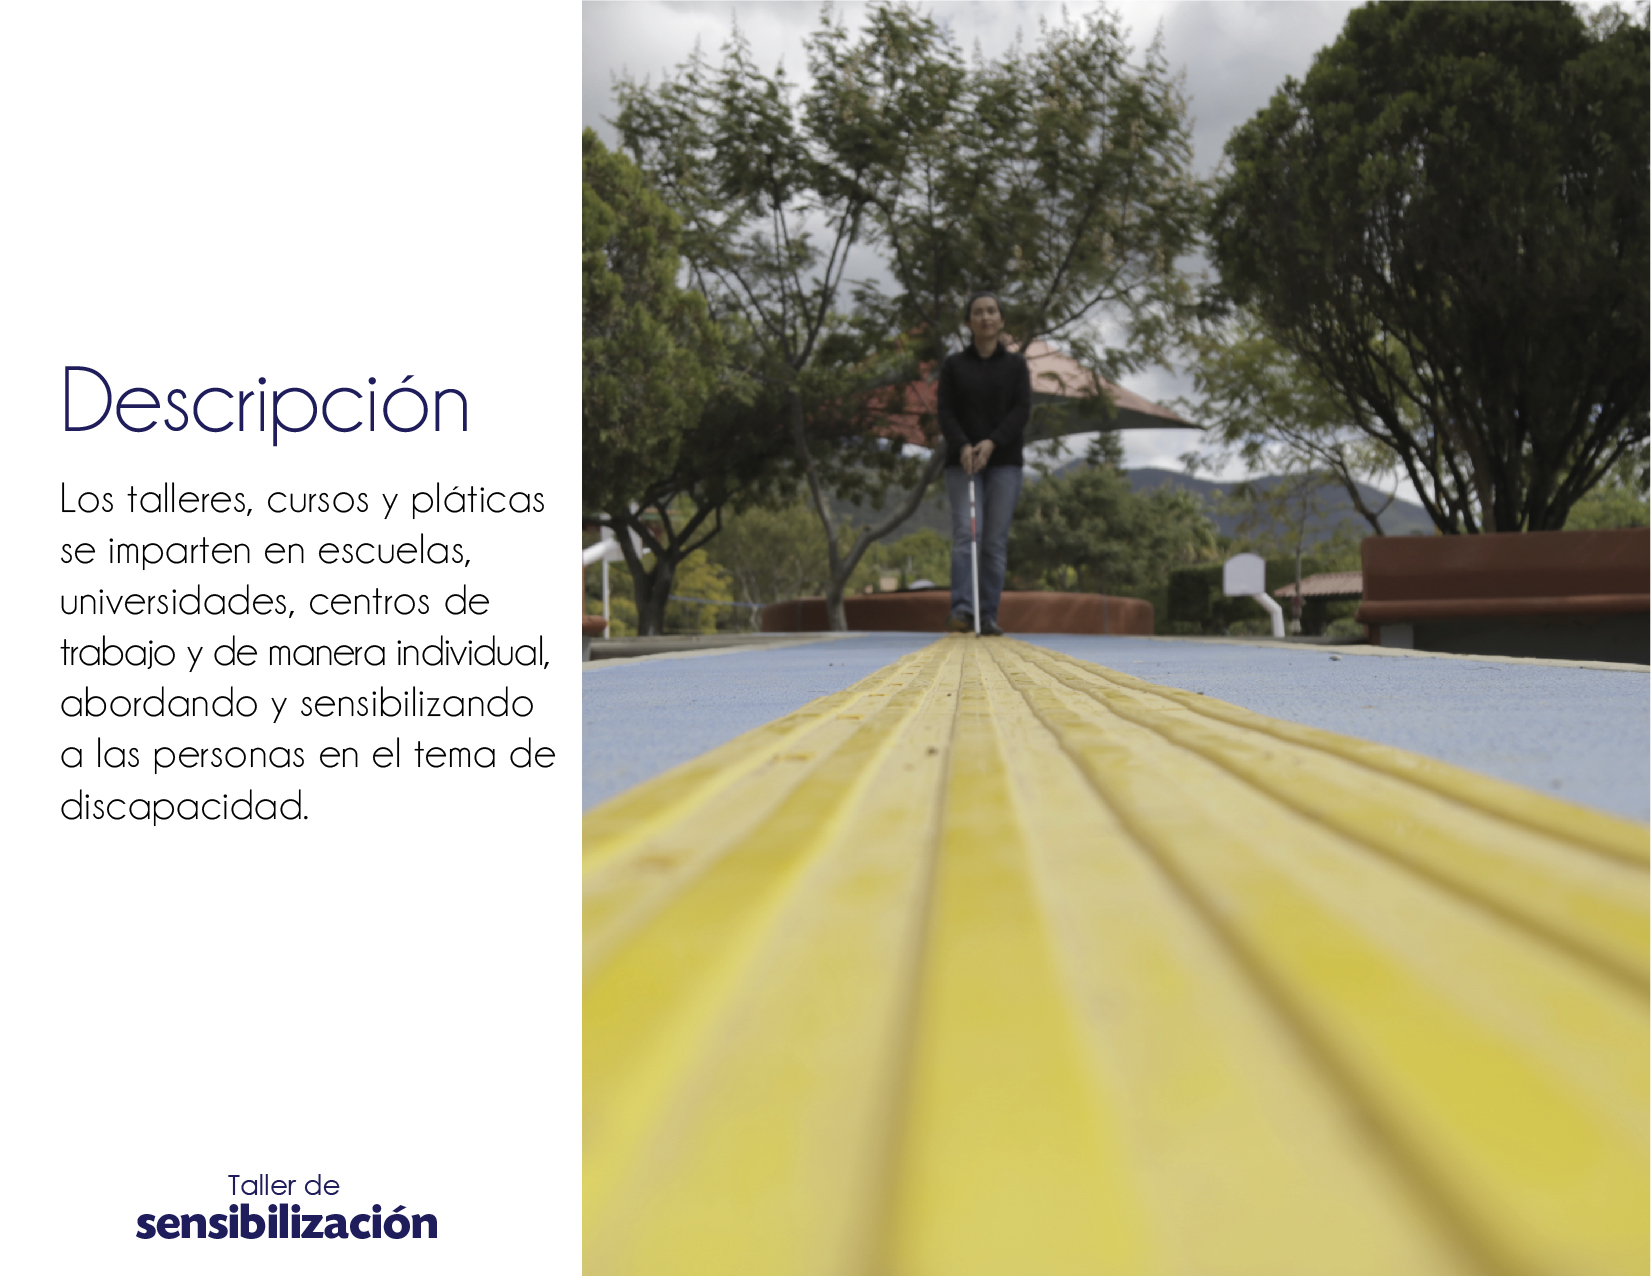 Descripción
Los talleres, cursos y pláticas
se imparten en escuelas,
universidades, centros de
trabajo y de manera individual,
abordando y sensibilizando
a las personas en el tema de
discapacidad.
Taller de
sensibilización